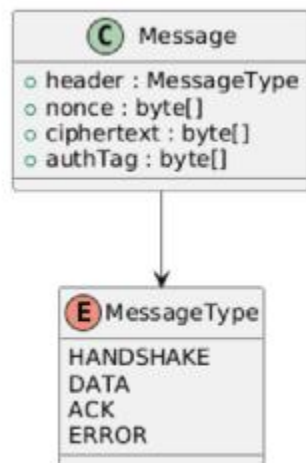 C Message
header : MessageType
nonce : byte[]
ciphertext : byte[]
authTag : byte[]
E MessageType
HANDSHAKE
DATA
ACK
ERROR